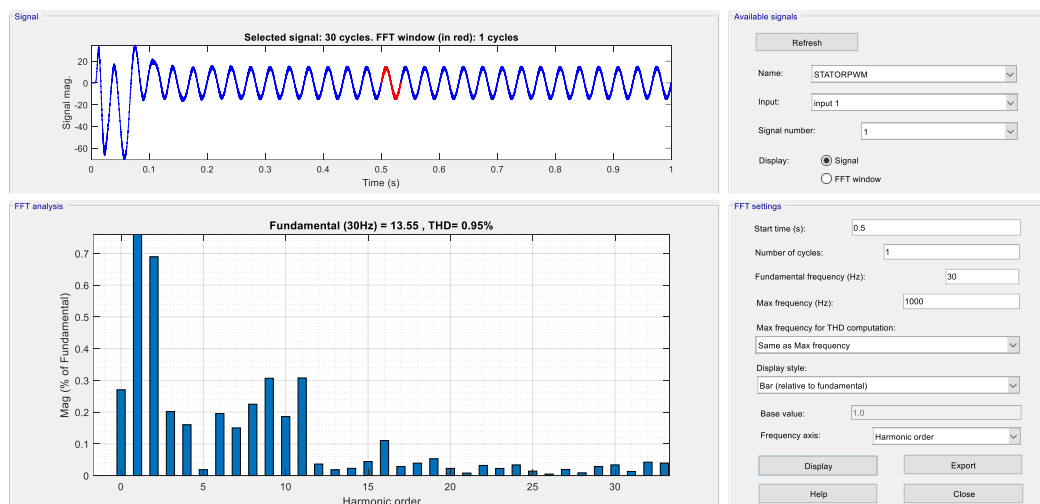 Signal
Selected signal: 30 cycles. FFT window (in red): 1 cycles
Signal mag.
20
0
-20
-40
-60
0 0.1 0.2 0.3 0.4 0.5 0.6 0.7 0.8 0.9 1
Time (s)
Available signals
Refresh
Name: STATORPWM
Input: input 1
Signal number: 1
Display: Signal
FFT window
FFT analysis
Fundamental (30Hz) = 13.55 , THD= 0.95%
Mag (% of Fundamental)
0.7
0.6
0.5
0.4
0.3
0.2
0.1
0
0 5 10 15 20 25 30
Harmonic order
FFT settings
Start time (s): 0.5
Number of cycles: 1
Fundamental frequency (Hz): 30
Max frequency (Hz): 1000
Max frequency for THD computation:
Same as Max frequency
Display style:
Bar (relative to fundamental)
Base value: 1.0
Frequency axis: Harmonic order
Display Export
Help Close